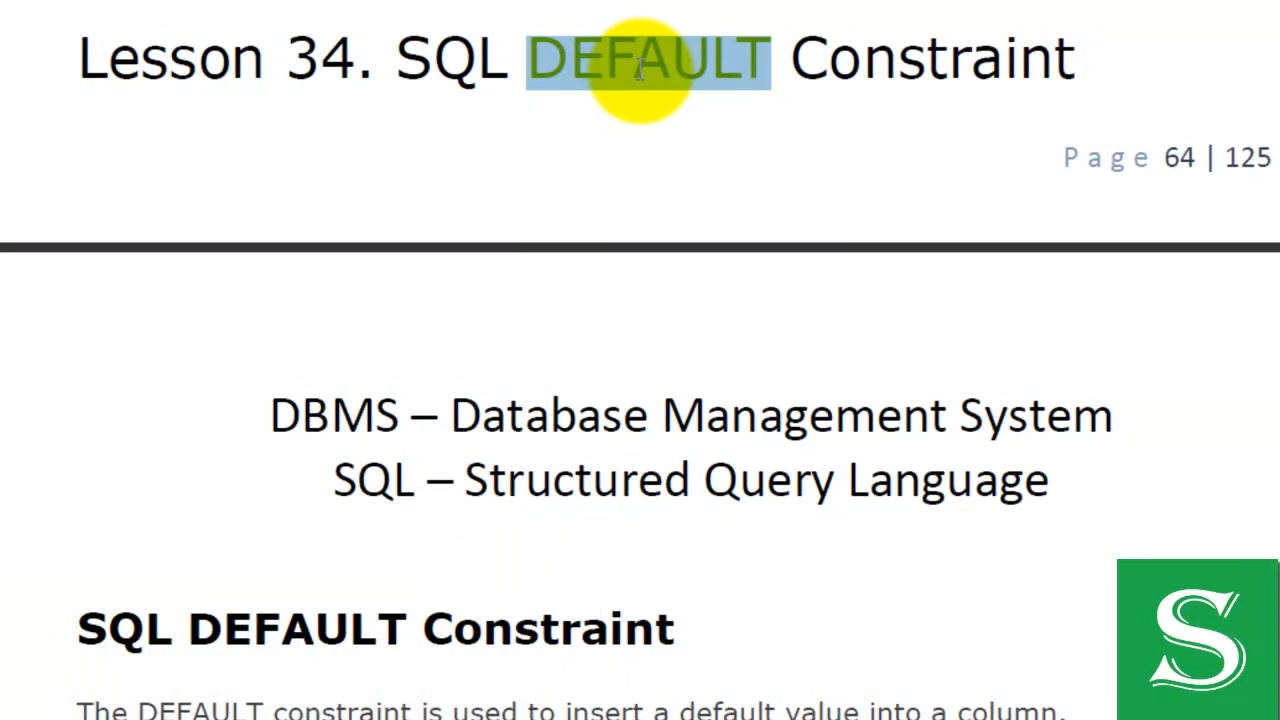 Lesson 34. SQL DEFAULT Constraint
Page 64 | 125
DBMS – Database Management System
SQL – Structured Query Language
SQL DEFAULT Constraint
S
The DEFAULT constraint is used to insert a default value into a column.